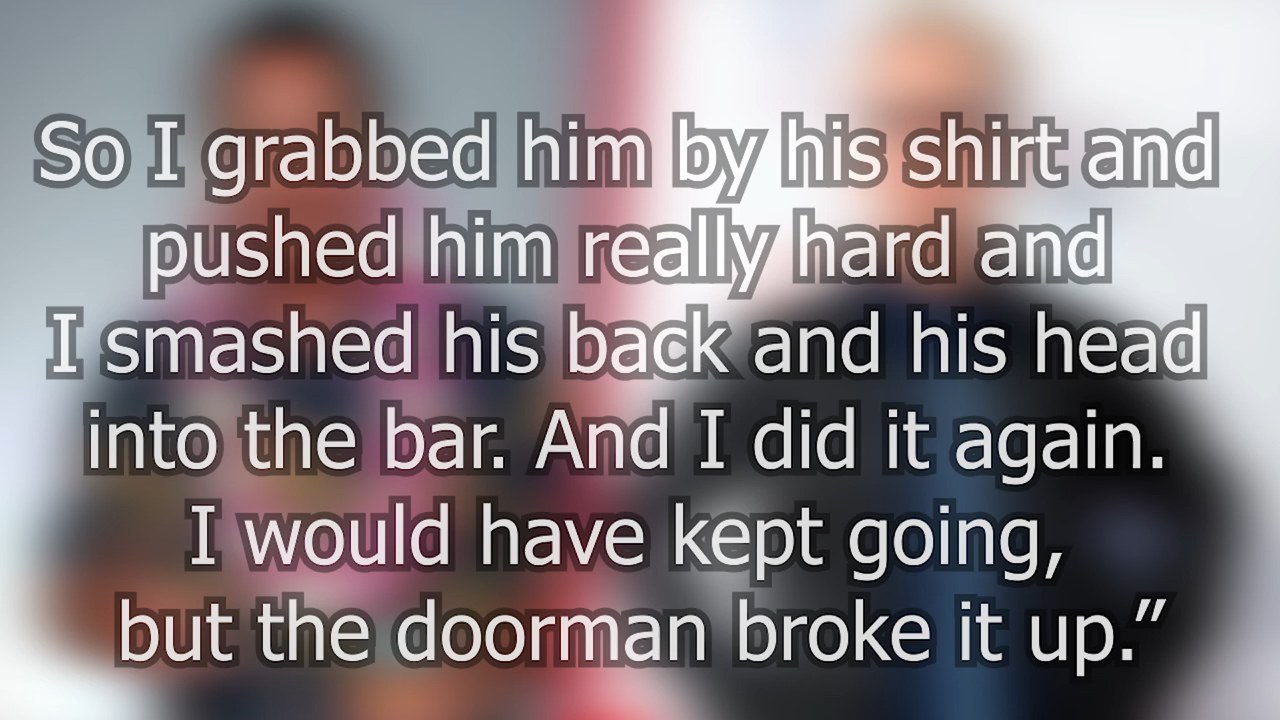 So I grabbed him by his shirt and
pushed him really hard and
I smashed his back and his head
into the bar. And I did it again.
I would have kept going,
but the doorman broke it up.”